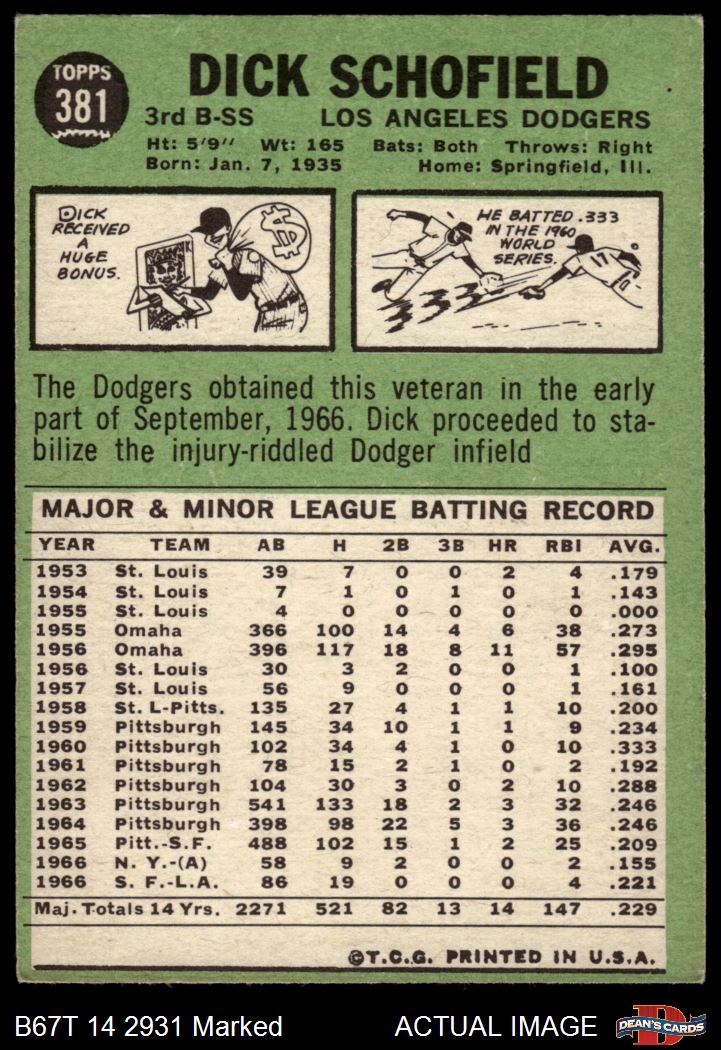 TOPPS
381
DICK SCHOFIELD
3rd B-SS LOS ANGELES DODGERS
Ht: 5'9" Wt: 165 Bats: Both Throws: Right
Born: Jan. 7, 1935 Home: Springfield, Ill.
DICK
RECEIVED
A
HUGE
BONUS.
$
K
HE BATTED .333
IN THE 1960
WORLD
SERIES.
333
17
The Dodgers obtained this veteran in the early
part of September, 1966. Dick proceeded to sta-
bilize the injury-riddled Dodger infield
MAJOR & MINOR LEAGUE BATTING RECORD
YEAR TEAM AB H 2B 3B HR RBI AVG.
1953 St. Louis 39 7 0 0 2 4 .179
1954 St. Louis 7 1 0 1 0 1 .143
1955 St. Louis 4 0 0 0 0 0 .000
1955 Omaha 366 100 14 4 6 38 .273
1956 Omaha 396 117 18 8 11 57 .295
1956 St. Louis 30 3 2 0 0 1 .100
1957 St. Louis 56 9 0 0 0 1 .161
1958 St. L-Pitts. 135 27 4 1 1 10 .200
1959 Pittsburgh 145 34 10 1 1 9 .234
1960 Pittsburgh 102 34 4 1 0 10 .333
1961 Pittsburgh 78 15 2 1 0 2 .192
1962 Pittsburgh 104 30 3 0 2 10 .288
1963 Pittsburgh 541 133 18 2 3 32 .246
1964 Pittsburgh 398 98 22 5 3 36 .246
1965 Pitt.-S.F. 488 102 15 1 2 25 .209
1966 N. Y.-(A) 58 9 2 0 0 2 .155
1966 S. F.-L.A. 86 19 0 0 0 4 .221
Maj. Totals 14 Yrs. 2271 521 82 13 14 147 .229
©T.C.G. PRINTED IN U.S.A.
B67T 14 2931 Marked ACTUAL IMAGE
D
DEAN'S CARDS